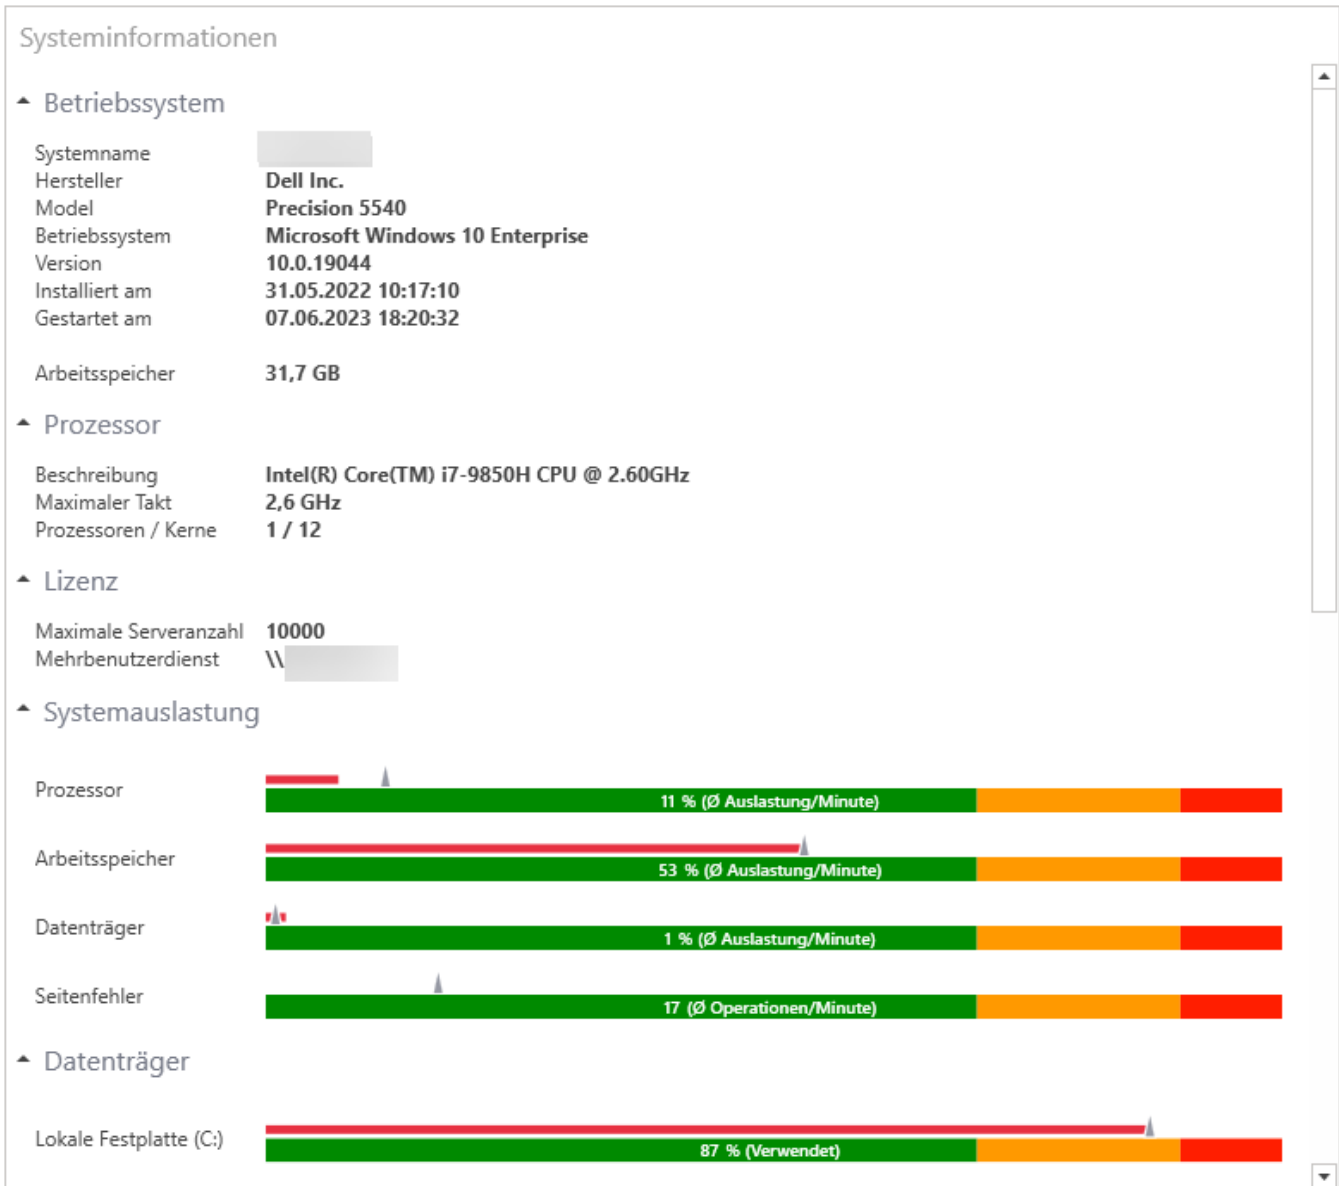 Systeminformationen
Betriebssystem
Systemname
Hersteller Dell Inc.
Model Precision 5540
Betriebssystem Microsoft Windows 10 Enterprise
Version 10.0.19044
Installiert am 31.05.2022 10:17:10
Gestartet am 07.06.2023 18:20:32
Arbeitsspeicher 31,7 GB
Prozessor
Beschreibung Intel(R) Core(TM) i7-9850H CPU @ 2.60GHz
Maximaler Takt 2,6 GHz
Prozessoren / Kerne 1 / 12
Lizenz
Maximale Serveranzahl 10000
Mehrbenutzerdienst \\
Systemauslastung
Prozessor 11 % (Ø Auslastung/Minute)
Arbeitsspeicher 53 % (Ø Auslastung/Minute)
Datenträger 1 % (Ø Auslastung/Minute)
Seitenfehler 17 (Ø Operationen/Minute)
Datenträger
Lokale Festplatte (C:) 87 % (Verwendet)